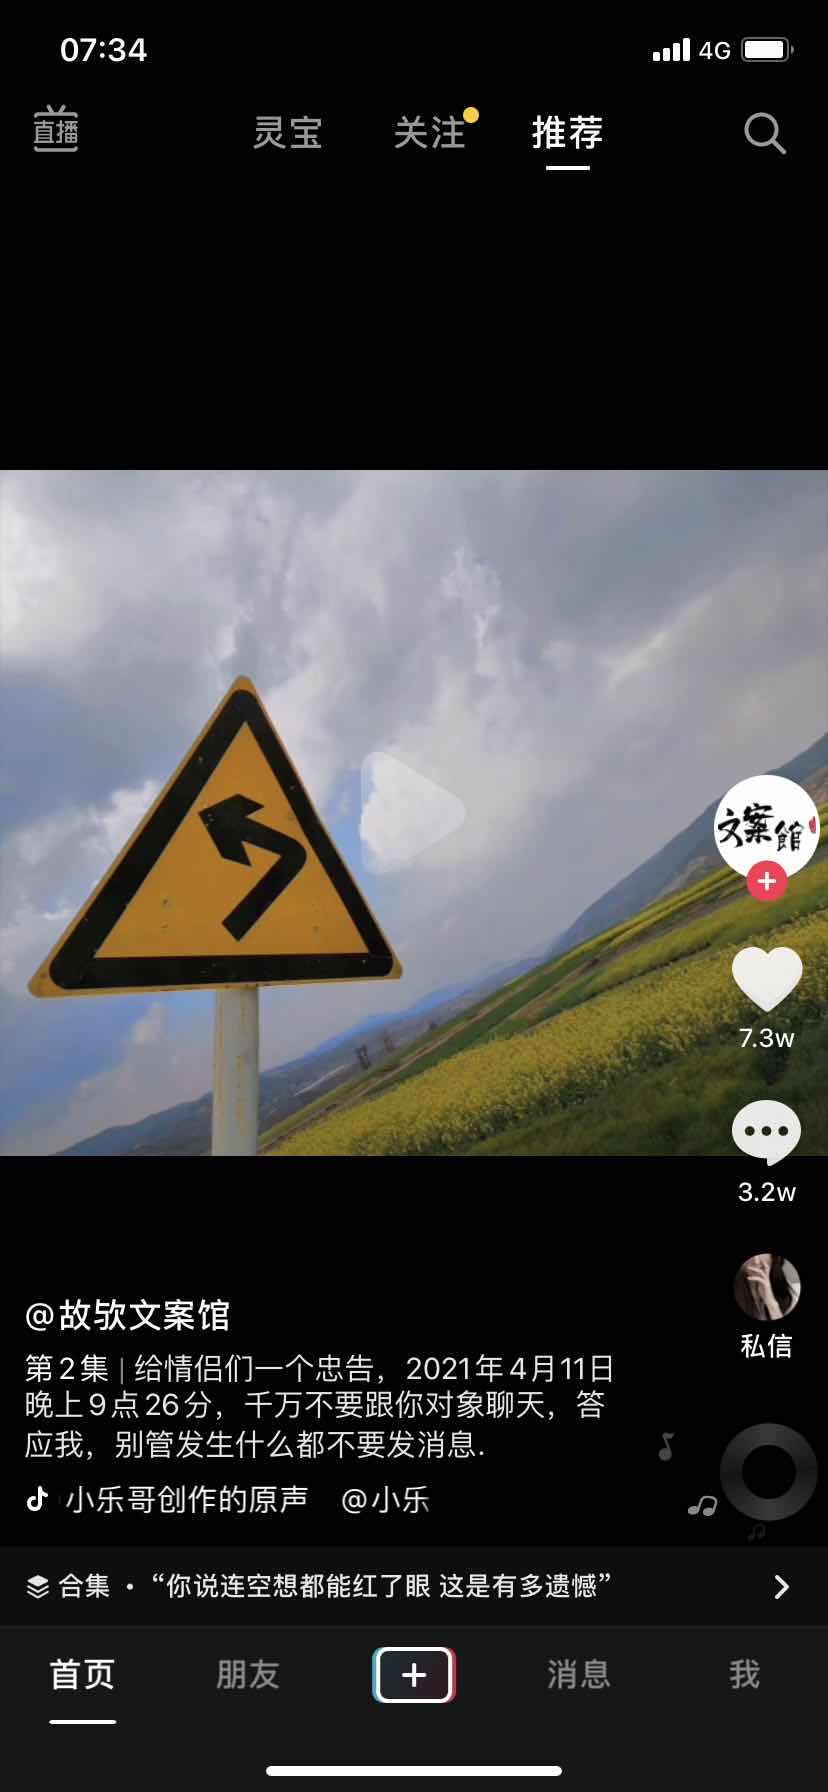 07:34
4G
直播
灵宝
关注
推荐
文案館
7.3w
3.2w
私信
@故欤文案馆
第2集 | 给情侣们一个忠告，2021年4月11日
晚上9点26分，千万不要跟你对象聊天，答
应我，别管发生什么都不要发消息.
小乐哥创作的原声 @小乐
合集 · “你说连空想都能红了眼 这是有多遗憾”
首页
朋友
消息
我